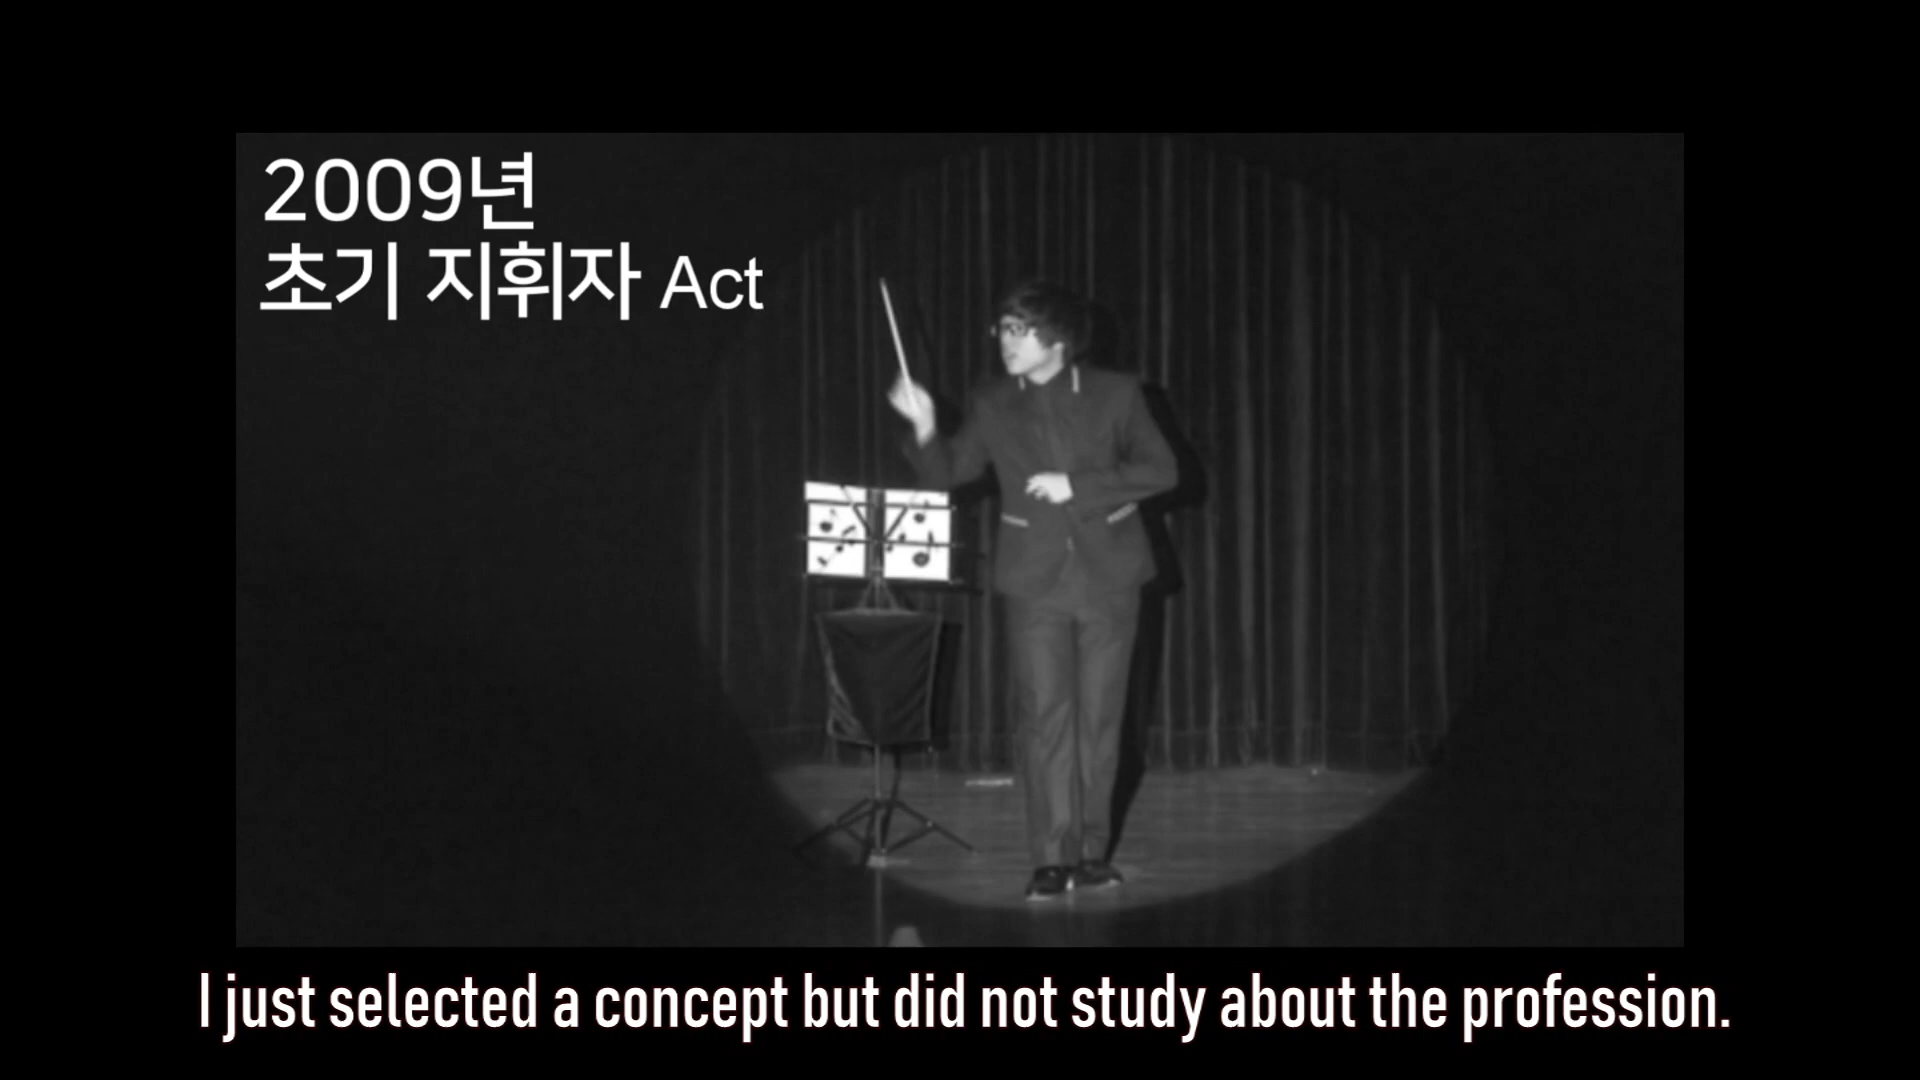 2009년
초기 지휘자 Act
I just selected a concept but did not study about the profession.